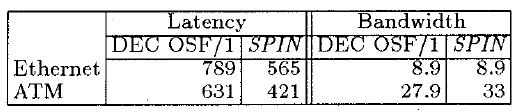 Latency Bandwidth
DEC OSF/1 SPIN DEC OSF/1 SPIN
Ethernet 789 565 8.9 8.9
ATM 631 421 27.9 33